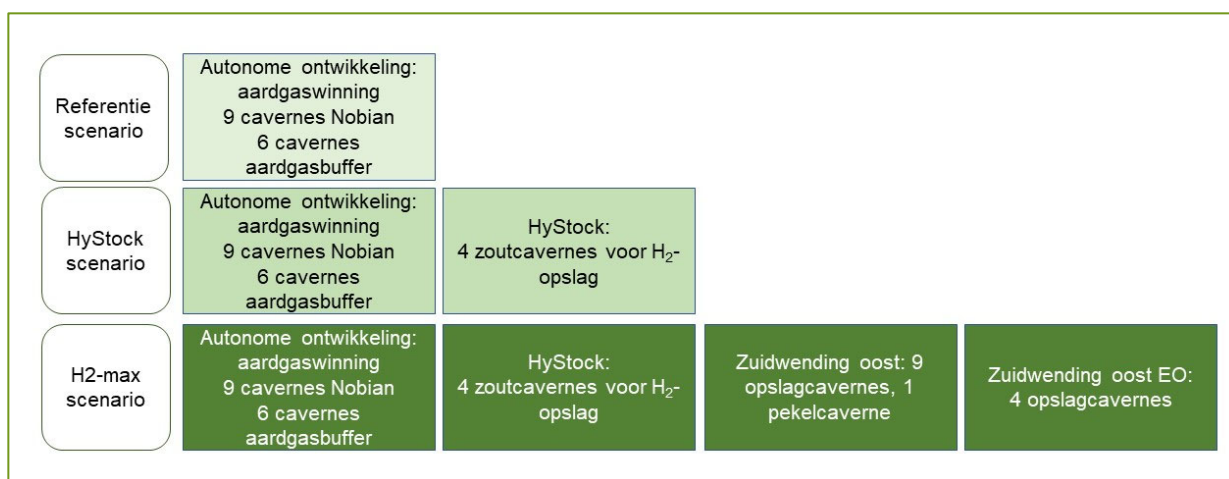 Referentie
scenario
Autonome ontwikkeling:
aardgaswinning
9 cavernes Nobian
6 cavernes
aardgasbuffer
HyStock
scenario
Autonome ontwikkeling:
aardgaswinning
9 cavernes Nobian
6 cavernes
aardgasbuffer
HyStock:
4 zoutcavernes voor H₂-
opslag
H2-max
scenario
Autonome ontwikkeling:
aardgaswinning
9 cavernes Nobian
6 cavernes
aardgasbuffer
HyStock:
4 zoutcavernes voor H₂-
opslag
Zuidwending oost: 9
opslagcavernes, 1
pekelcaverne
Zuidwending oost EO:
4 opslagcavernes